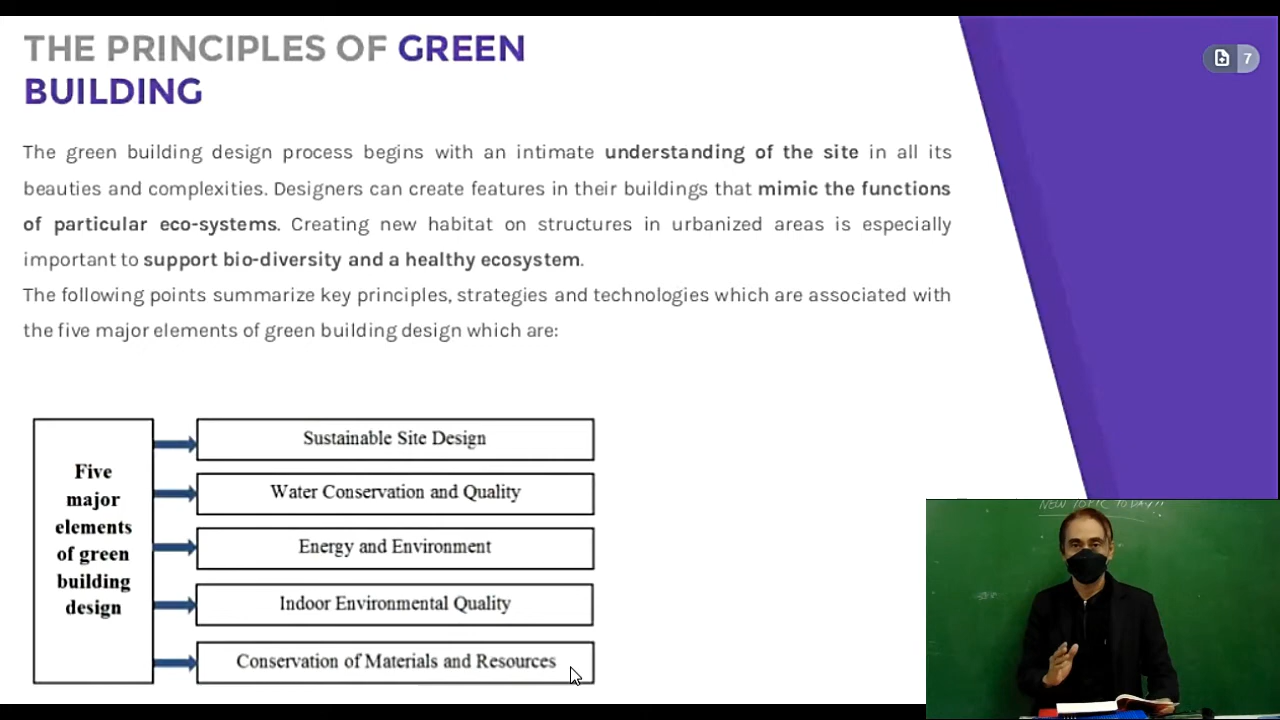 THE PRINCIPLES OF GREEN
BUILDING
7
The green building design process begins with an intimate understanding of the site in all its
beauties and complexities. Designers can create features in their buildings that mimic the functions
of particular eco-systems. Creating new habitat on structures in urbanized areas is especially
important to support bio-diversity and a healthy ecosystem.
The following points summarize key principles, strategies and technologies which are associated with
the five major elements of green building design which are:
Five
major
elements
of green
building
design
Sustainable Site Design
Water Conservation and Quality
Energy and Environment
Indoor Environmental Quality
Conservation of Materials and Resources
NEW TOPIC TODAY!!